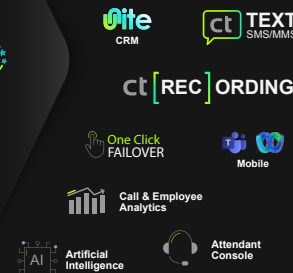 Unite
CRM
ct TEXT
SMS/MMS
ct[REC]ORDING
One Click
FAILOVER
Mobile
Call & Employee
Analytics
AI
Artificial
Intelligence
Attendant
Console